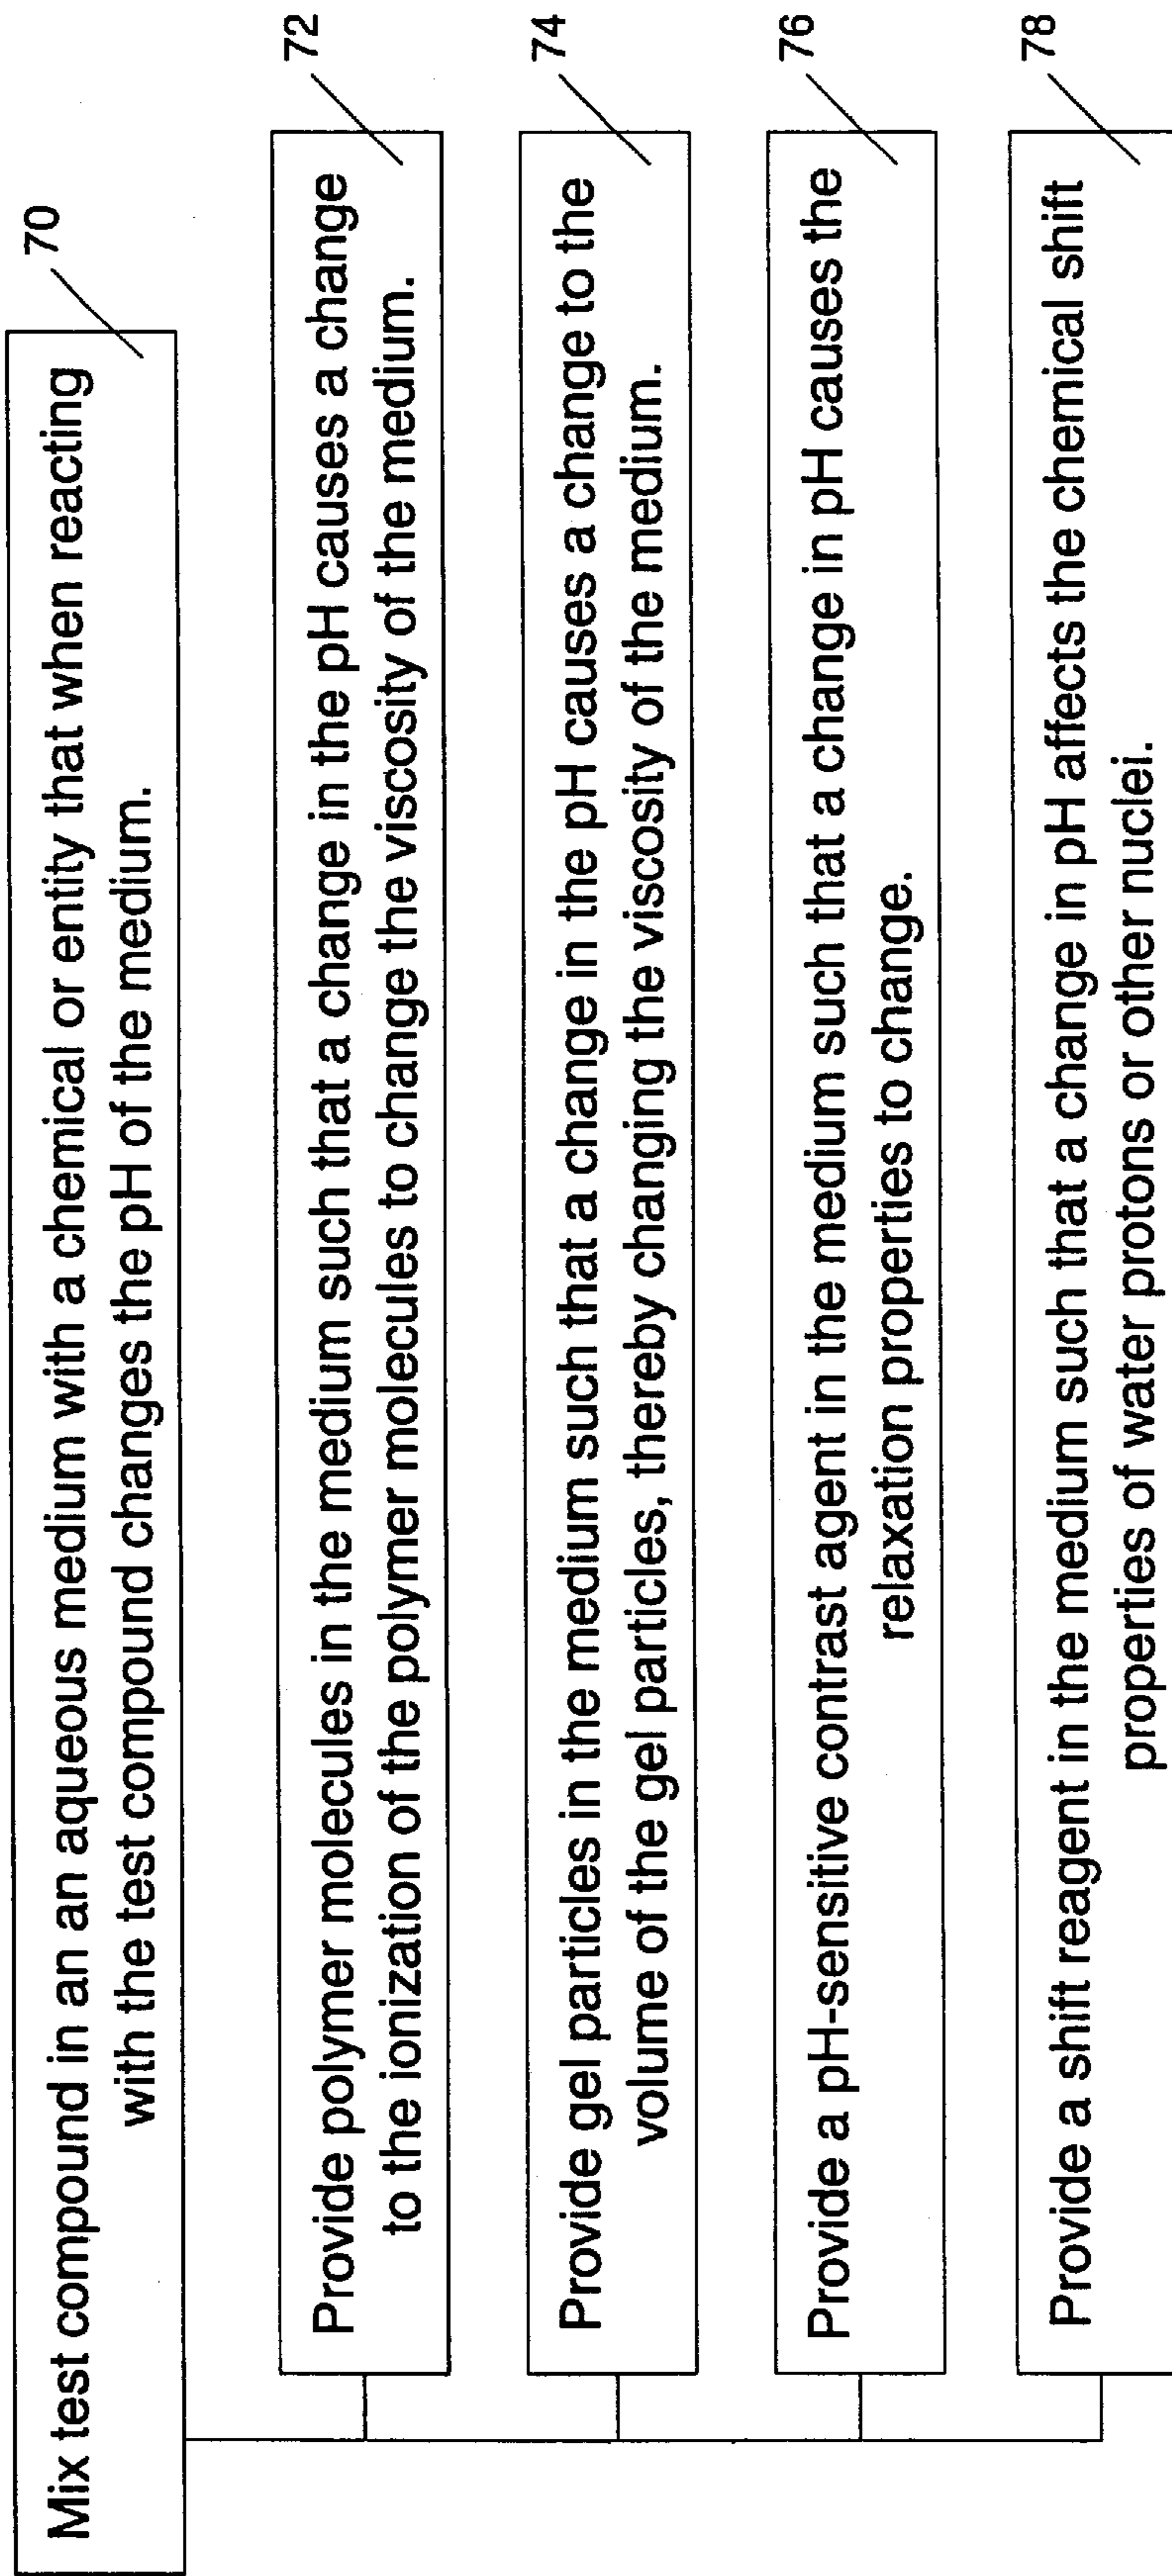 70
Mix test compound in an an aqueous medium with a chemical or entity that when reacting
with the test compound changes the pH of the medium.
72
Provide polymer molecules in the medium such that a change in the pH causes a change
to the ionization of the polymer molecules to change the viscosity of the medium.
74
Provide gel particles in the medium such that a change in the pH causes a change to the
volume of the gel particles, thereby changing the viscosity of the medium.
76
Provide a pH-sensitive contrast agent in the medium such that a change in pH causes the
relaxation properties to change.
78
Provide a shift reagent in the medium such that a change in pH affects the chemical shift
properties of water protons or other nuclei.